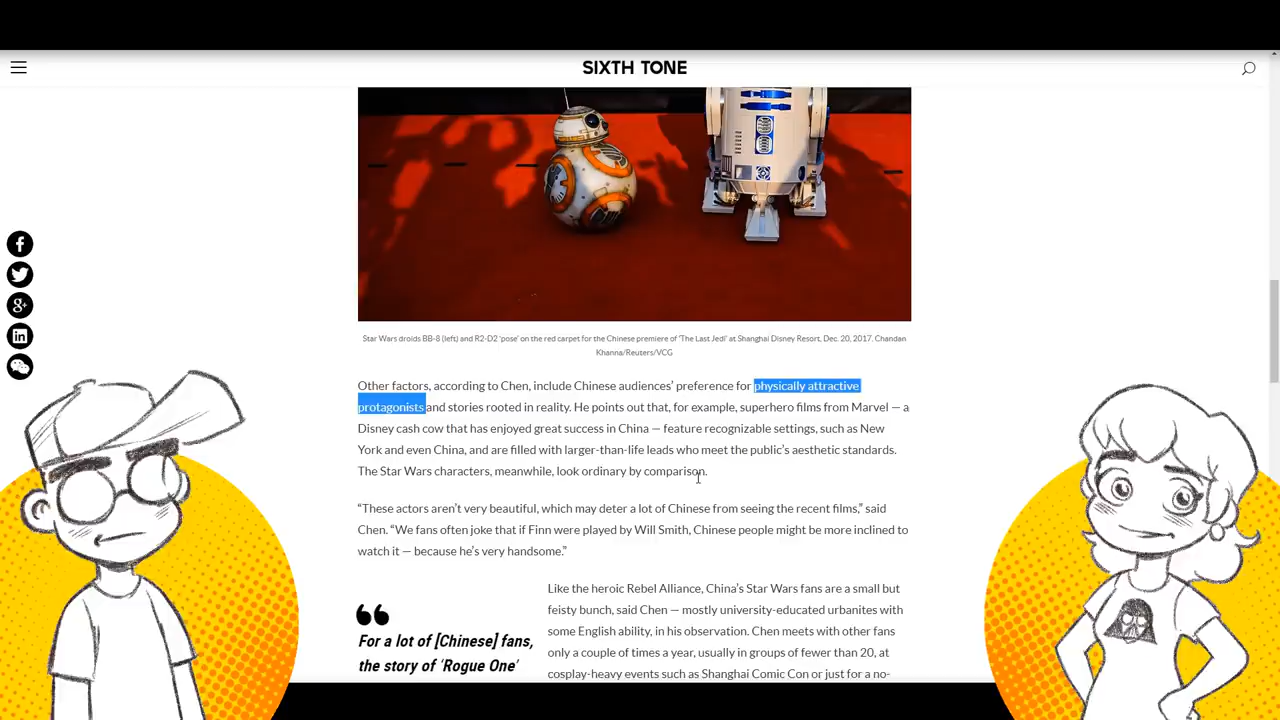 SIXTH TONE
Star Wars droids BB-8 (left) and R2-D2 'pose' on the red carpet for the Chinese premiere of 'The Last Jedi' at Shanghai Disney Resort, Dec. 20, 2017. Chandan
Khanna/Reuters/VCG
Other factors, according to Chen, include Chinese audiences’ preference for physically attractive
protagonists and stories rooted in reality. He points out that, for example, superhero films from Marvel — a
Disney cash cow that has enjoyed great success in China — feature recognizable settings, such as New
York and even China, and are filled with larger-than-life leads who meet the public’s aesthetic standards.
The Star Wars characters, meanwhile, look ordinary by comparison.
“These actors aren’t very beautiful, which may deter a lot of Chinese from seeing the recent films,” said
Chen. “We fans often joke that if Finn were played by Will Smith, Chinese people might be more inclined to
watch it — because he’s very handsome.”
Like the heroic Rebel Alliance, China’s Star Wars fans are a small but
feisty bunch, said Chen — mostly university-educated urbanites with
some English ability, in his observation. Chen meets with other fans
only a couple of times a year, usually in groups of fewer than 20, at
cosplay-heavy events such as Shanghai Comic Con or just for a no-
“
For a lot of [Chinese] fans,
the story of ‘Rogue One’